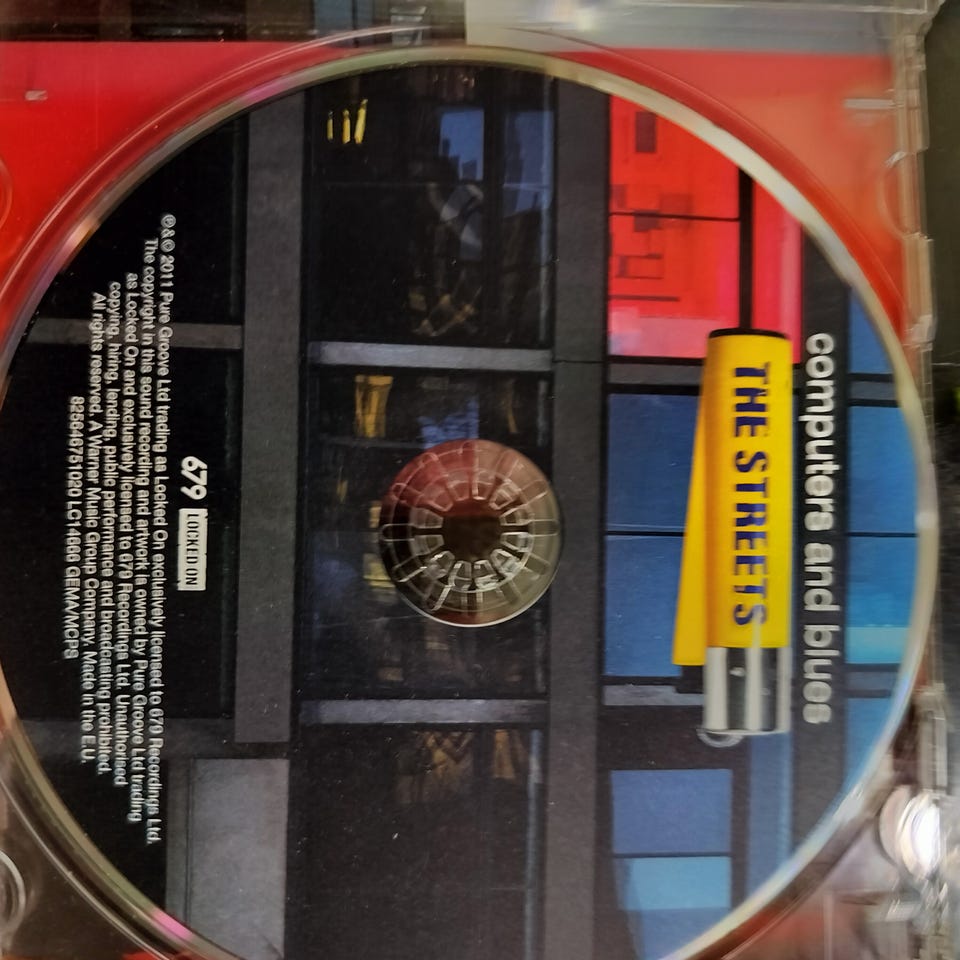 computers and blues
THE STREETS
679 LOCKED ON
℗&© 2011 Pure Groove Ltd trading as Locked On exclusively licensed to 679 Recordings Ltd.
The copyright in this sound recording and artwork is owned by Pure Groove Ltd trading
as Locked On and exclusively licensed to 679 Recordings Ltd. Unauthorised
copying, hiring, lending, public performance and broadcasting prohibited.
All rights reserved. A Warner Music Group Company. Made in the E.U.
825646751020 LC14666 GEMA/MCPS